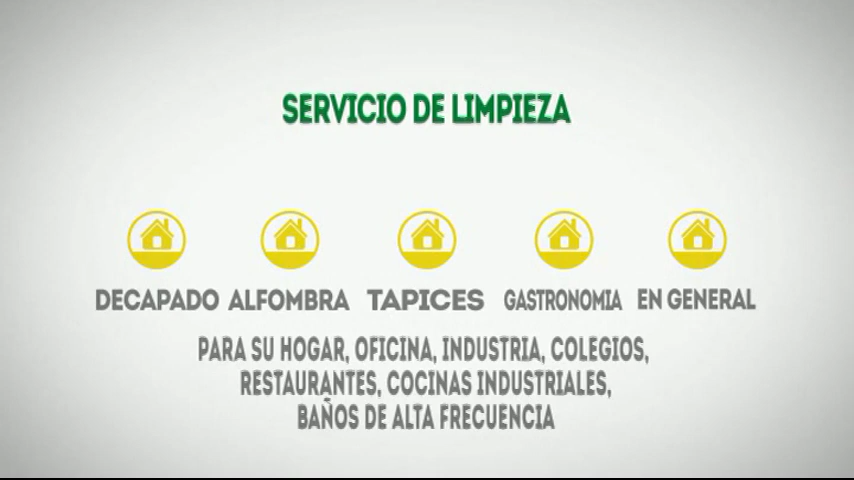 SERVICIO DE LIMPIEZA
DECAPADO ALFOMBRA TAPICES GASTRONOMIA EN GENERAL
PARA SU HOGAR, OFICINA, INDUSTRIA, COLEGIOS,
RESTAURANTES, COCINAS INDUSTRIALES,
BAÑOS DE ALTA FRECUENCIA